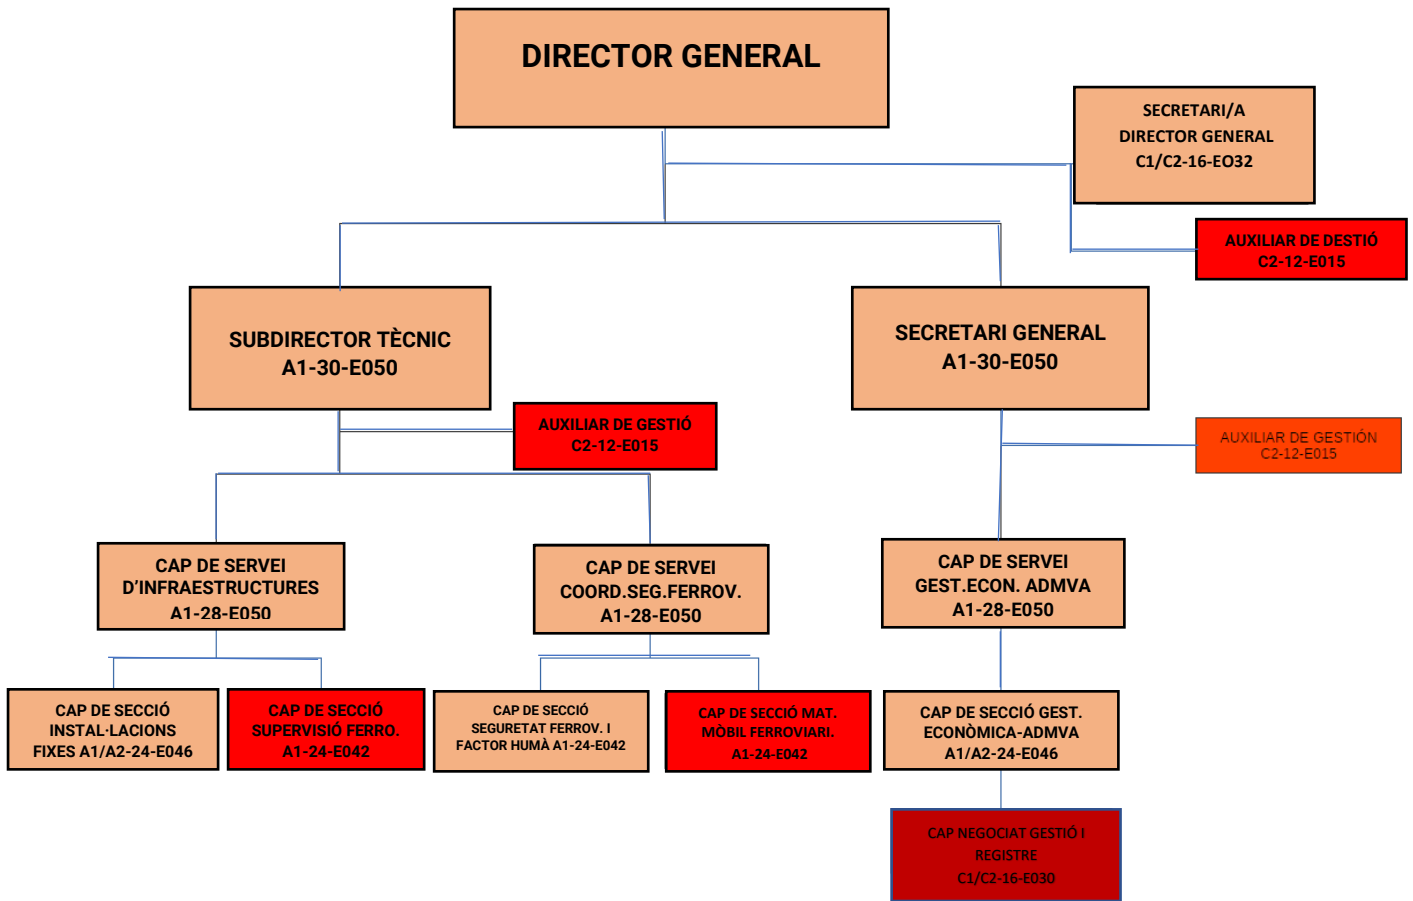 DIRECTOR GENERAL
SECRETARI/A
DIRECTOR GENERAL
C1/C2-16-EO32
AUXILIAR DE DESTIÓ
C2-12-E015
SUBDIRECTOR TÈCNIC
A1-30-E050
SECRETARI GENERAL
A1-30-E050
AUXILIAR DE GESTIÓ
C2-12-E015
AUXILIAR DE GESTIÓN
C2-12-E015
CAP DE SERVEI
D'INFRAESTRUCTURES
A1-28-E050
CAP DE SERVEI
COORD.SEG.FERROV.
A1-28-E050
CAP DE SERVEI
GEST.ECON. ADMVA
A1-28-E050
CAP DE SECCIÓ
INSTAL·LACIONS
FIXES A1/A2-24-E046
CAP DE SECCIÓ
SUPERVISIÓ FERRO.
A1-24-E042
CAP DE SECCIÓ
SEGURETAT FERROV. I
FACTOR HUMÀ A1-24-E042
CAP DE SECCIÓ MAT.
MÒBIL FERROVIARI.
A1-24-E042
CAP DE SECCIÓ GEST.
ECONÒMICA-ADMVA
A1/A2-24-E046
CAP NEGOCIAT GESTIÓ I
REGISTRE
C1/C2-16-E030